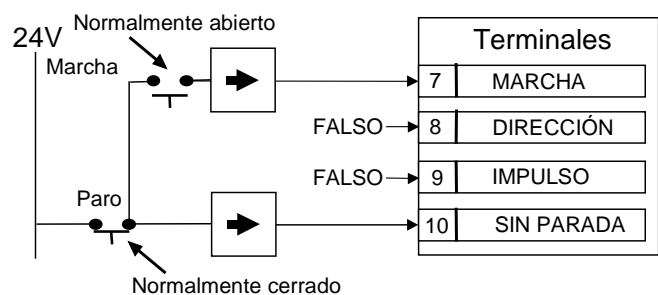 Normalmente abierto
24V
Terminales
Marcha
7 MARCHA
FALSO 8 DIRECCIÓN
FALSO 9 IMPULSO
Paro
10 SIN PARADA
Normalmente cerrado